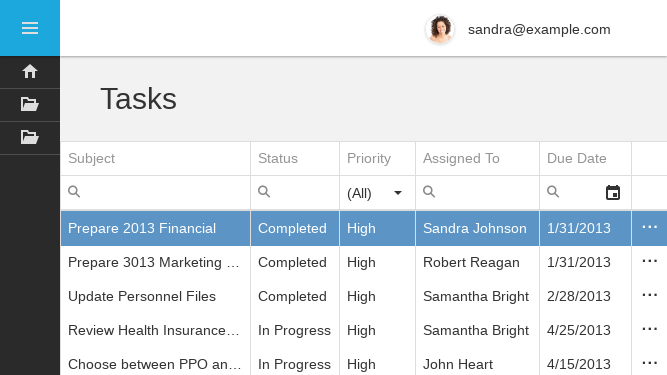 sandra@example.com
Tasks
Subject Status Priority Assigned To Due Date
(All)
Prepare 2013 Financial Completed High Sandra Johnson 1/31/2013 ...
Prepare 3013 Marketing ... Completed High Robert Reagan 1/31/2013 ...
Update Personnel Files Completed High Samantha Bright 2/28/2013 ...
Review Health Insurance... In Progress High Samantha Bright 4/25/2013 ...
Choose between PPO an... In Progress High John Heart 4/15/2013 ...